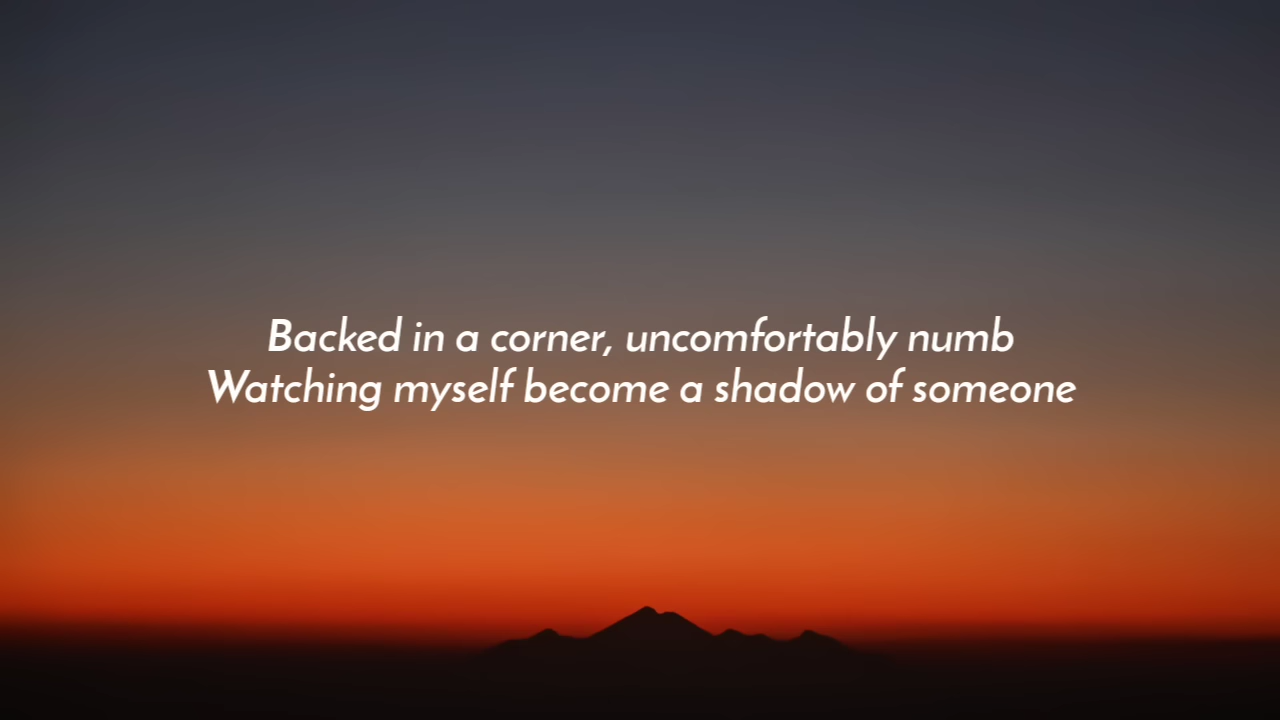 Backed in a corner, uncomfortably numb
Watching myself become a shadow of someone